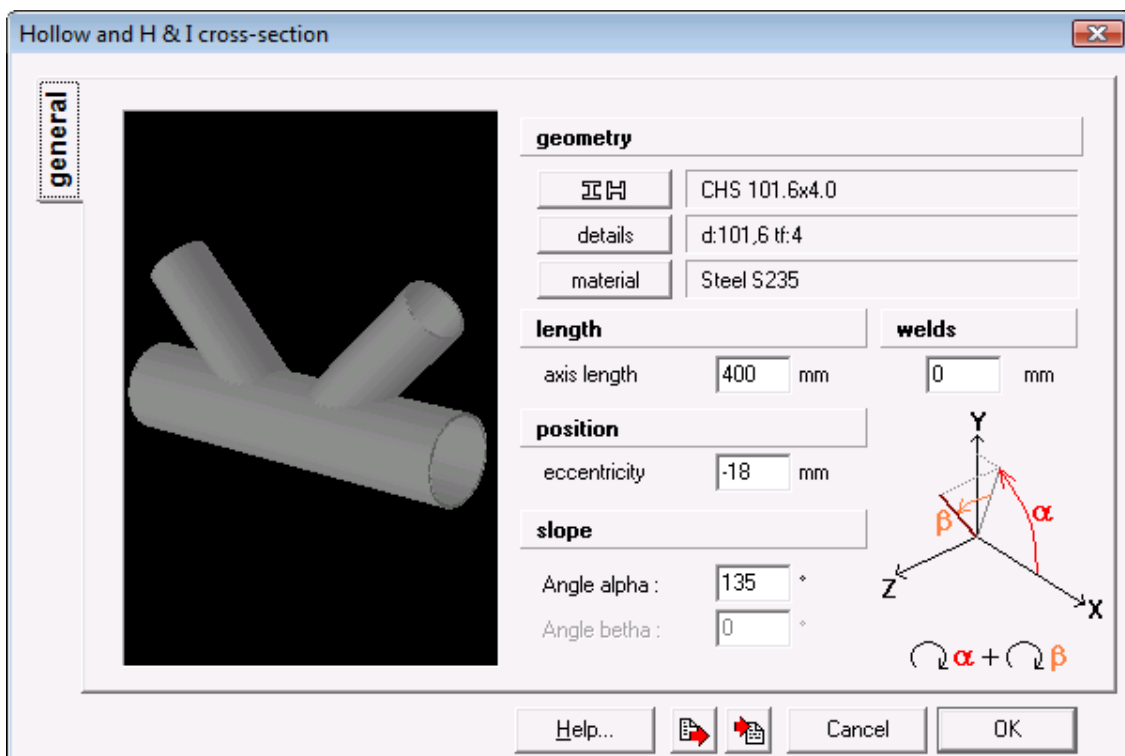 Hollow and H & I cross-section
general
geometry
CHS 101.6x4.0
details d:101,6 tf:4
material Steel S235
length welds
axis length 400 mm 0 mm
position
eccentricity -18 mm
slope
Angle alpha : 135 °
Angle betha : 0 °
Y
α
β
Z
X
α + β
Help... Cancel OK